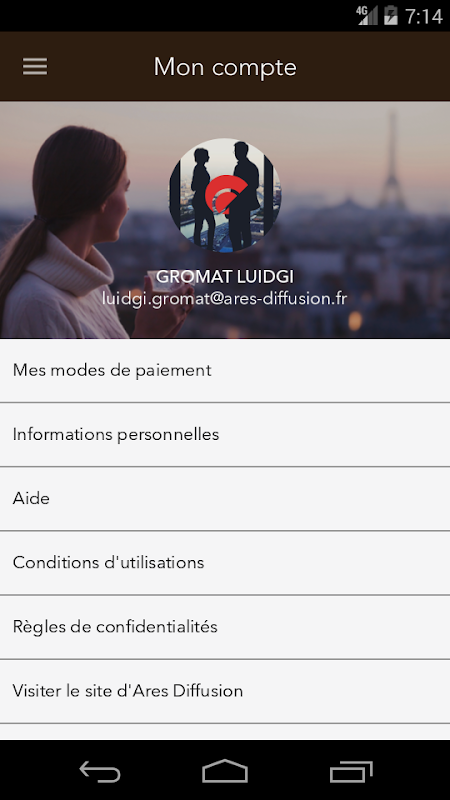 4G 7:14
Mon compte
GROMAT LUIDGI
luidgi.gromat@ares-diffusion.fr
Mes modes de paiement
Informations personnelles
Aide
Conditions d'utilisations
Règles de confidentialités
Visiter le site d'Ares Diffusion